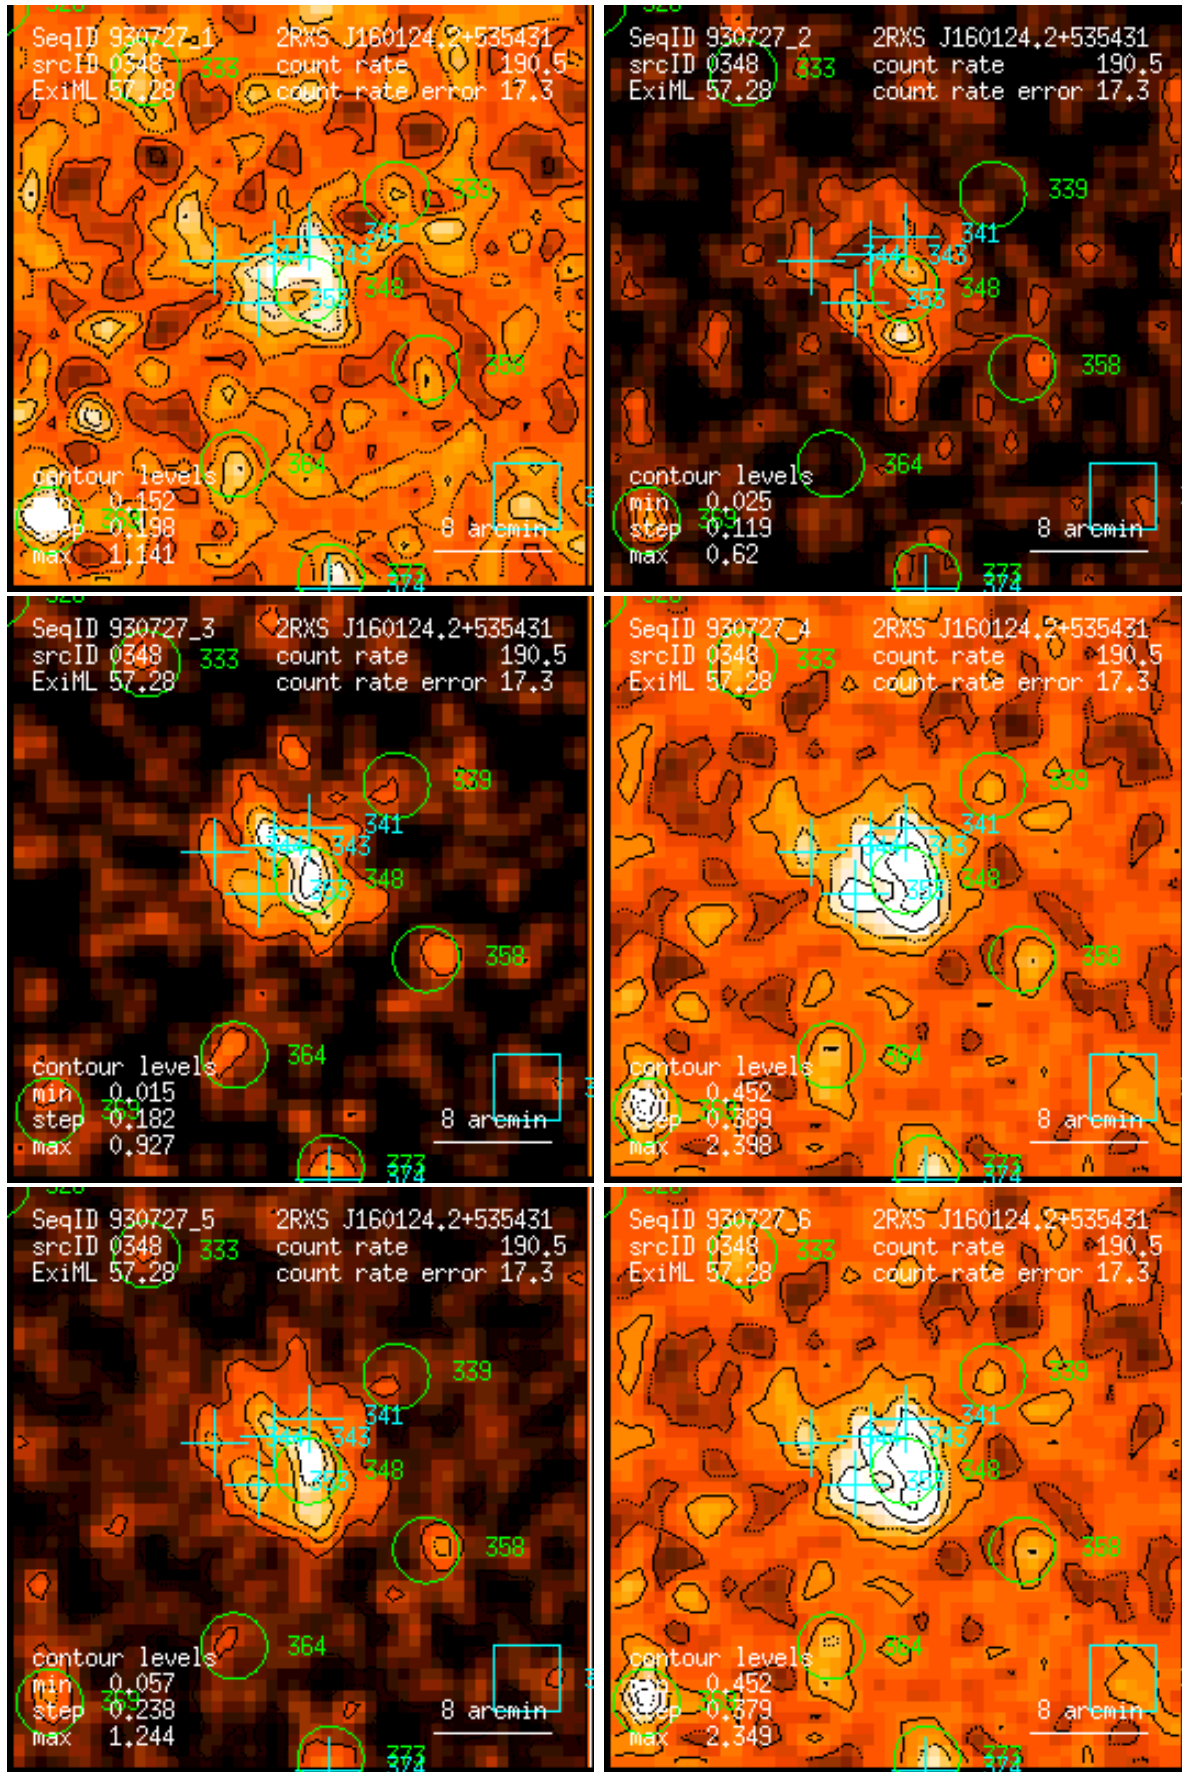 SeqID 930727_1 2RXS J160124.2+535431
srcID 0348 333 count rate 190.5
ExiML 57.28 count rate error 17.3
339
341
344 343
348
353
358
364
contour levels
min 0.152
step 0.198 8 arcmin
max 1.141
373
374
SeqID 930727_2 2RXS J160124.2+535431
srcID 0348 333 count rate 190.5
ExiML 57.28 count rate error 17.3
339
341
344 343
348
353
358
364
contour levels
min 0.025
step 0.119 8 arcmin
max 0.62
373
374
SeqID 930727_3 2RXS J160124.2+535431
srcID 0348 333 count rate 190.5
ExiML 57.28 count rate error 17.3
339
341
344 343
348
353
358
364
contour levels
min 0.015
step 0.182 8 arcmin
max 0.927
373
374
SeqID 930727_4 2RXS J160124.2+535431
srcID 0348 333 count rate 190.5
ExiML 57.28 count rate error 17.3
339
341
344 343
348
353
358
364
contour levels
min 0.452
step 0.389 8 arcmin
max 2.398
373
374
SeqID 930727_5 2RXS J160124.2+535431
srcID 0348 333 count rate 190.5
ExiML 57.28 count rate error 17.3
339
341
344 343
348
353
358
364
contour levels
min 0.057
step 0.238 8 arcmin
max 1.244
373
374
SeqID 930727_6 2RXS J160124.2+535431
srcID 0348 333 count rate 190.5
ExiML 57.28 count rate error 17.3
339
341
344 343
348
353
358
364
contour levels
min 0.452
step 0.379 8 arcmin
max 2.349
373
374